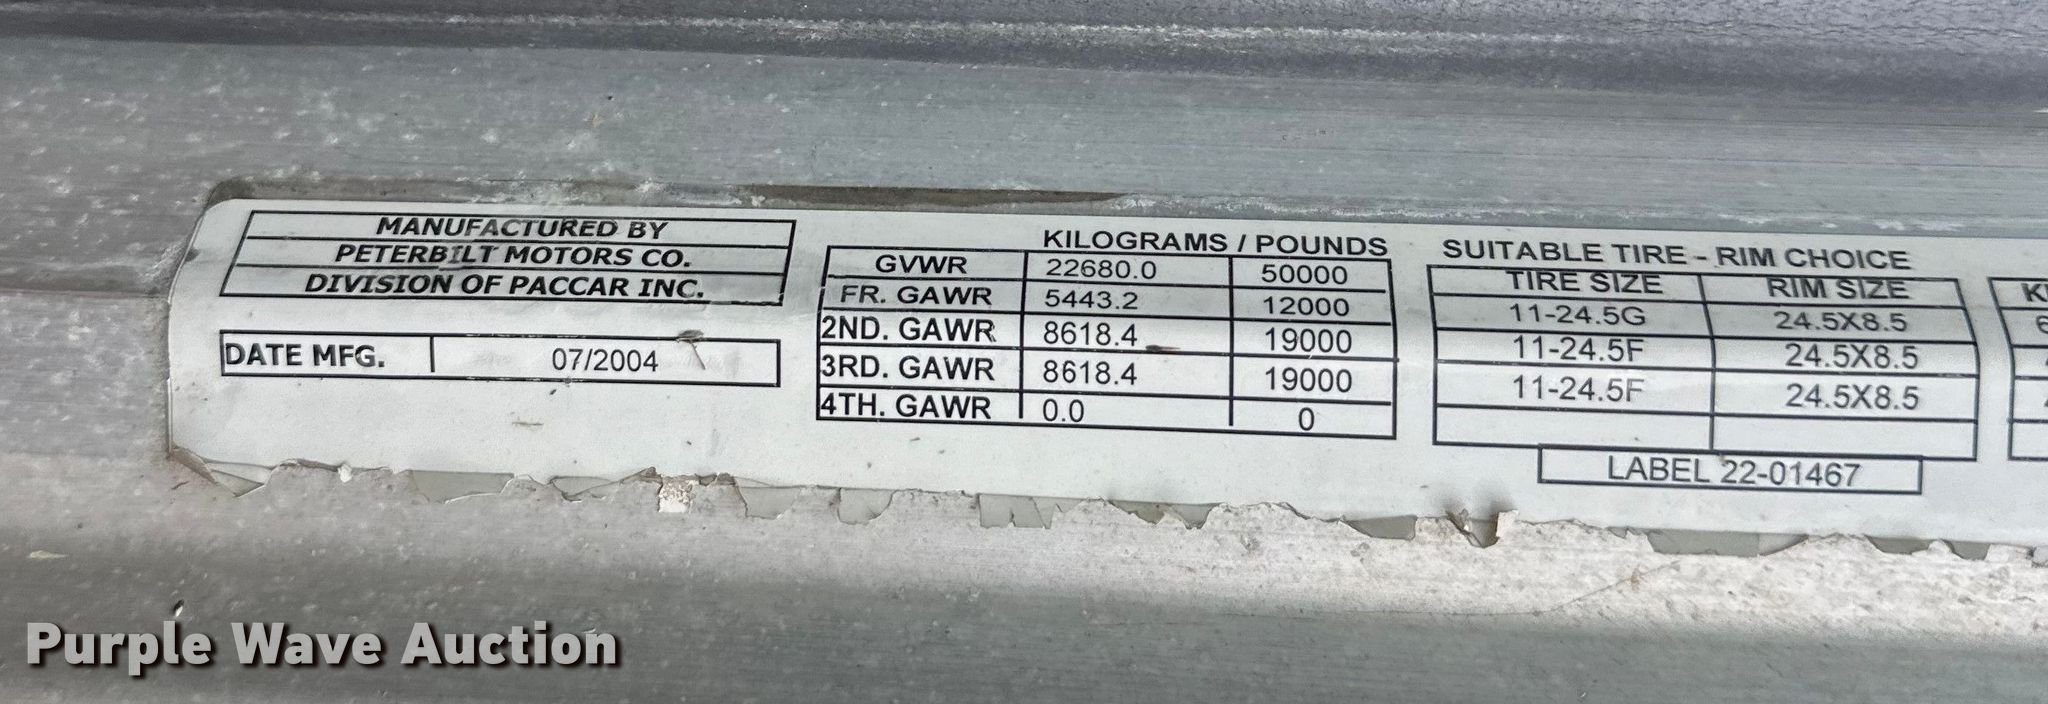 MANUFACTURED BY
PETERBILT MOTORS CO.
DIVISION OF PACCAR INC.
DATE MFG. 07/2004
KILOGRAMS / POUNDS
GVWR 22680.0 50000
FR. GAWR 5443.2 12000
2ND. GAWR 8618.4 19000
3RD. GAWR 8618.4 19000
4TH. GAWR 0.0 0
SUITABLE TIRE - RIM CHOICE
TIRE SIZE RIM SIZE
11-24.5G 24.5X8.5
11-24.5F 24.5X8.5
11-24.5F 24.5X8.5
LABEL 22-01467
Purple Wave Auction